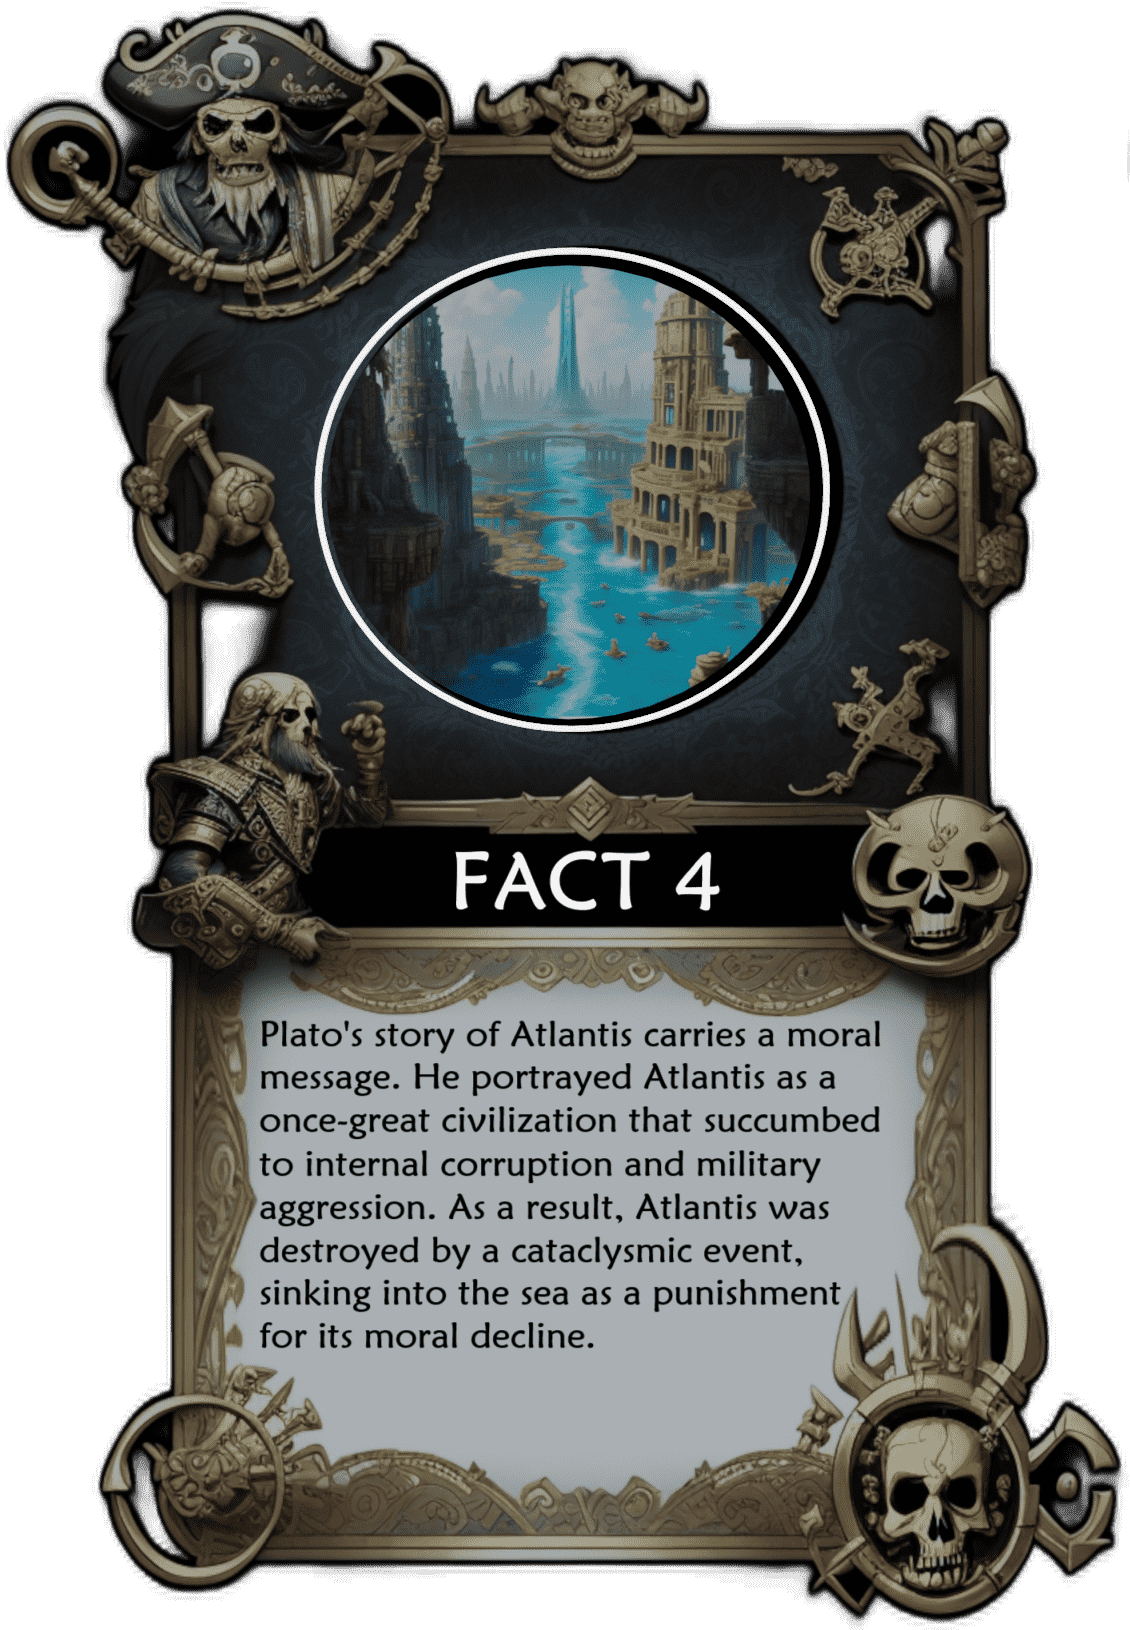 FACT 4
Plato's story of Atlantis carries a moral
message. He portrayed Atlantis as a
once-great civilization that succumbed
to internal corruption and military
aggression. As a result, Atlantis was
destroyed by a cataclysmic event,
sinking into the sea as a punishment
for its moral decline.